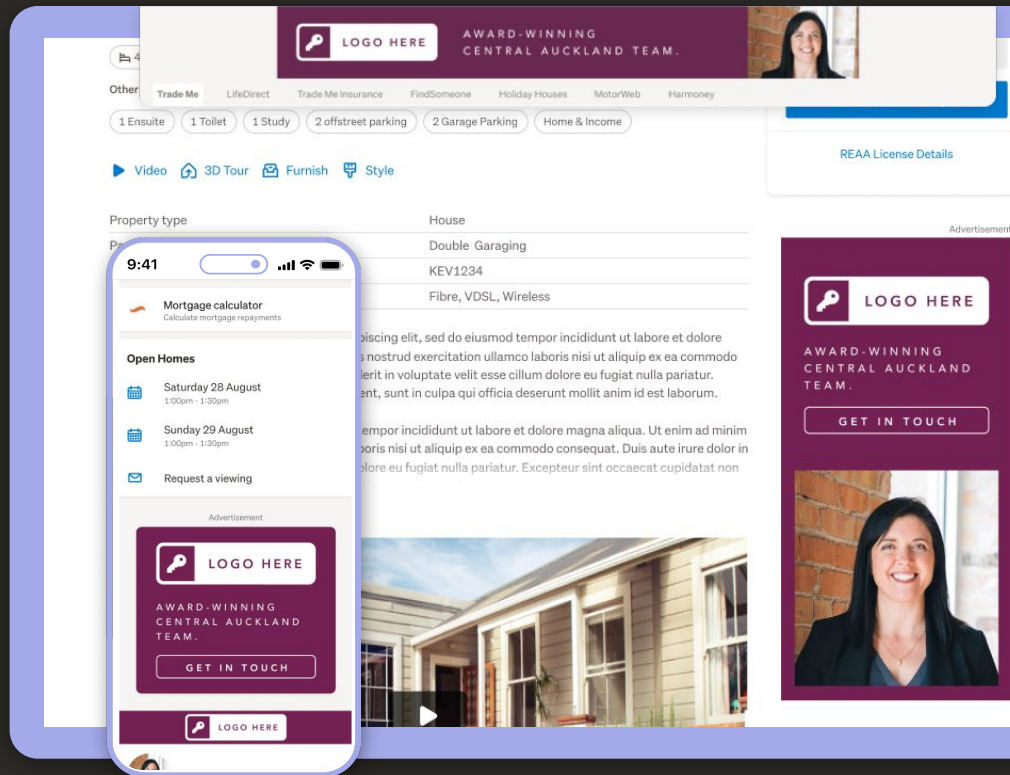 LOGO HERE
AWARD-WINNING
CENTRAL AUCKLAND TEAM.
Trade Me
LifeDirect
Trade Me Insurance
FindSomeone
Holiday Houses
MotorWeb
Harmoney
4
Other
1 Ensuite
1 Toilet
1 Study
2 offstreet parking
2 Garage Parking
Home & Income
REAA License Details
Video
3D Tour
Furnish
Style
Property type
House
Double Garaging
KEV1234
Fibre, VDSL, Wireless
elit, sed do eiusmod tempor incididunt ut labore et dolore
nostrud exercitation ullamco laboris nisi ut aliquip ex ea commodo
in voluptate velit esse cillum dolore eu fugiat nulla pariatur.
sunt in culpa qui officia deserunt mollit anim id est laborum.
incididunt ut labore et dolore magna aliqua. Ut enim ad minim
nisi ut aliquip ex ea commodo consequat. Duis aute irure dolor in
eu fugiat nulla pariatur. Excepteur sint occaecat cupidatat non
9:41
Mortgage calculator
Calculate mortgage repayments
Open Homes
Saturday 28 August
1:00pm - 1:30pm
Sunday 29 August
1:00pm - 1:30pm
Request a viewing
Advertisement
LOGO HERE
AWARD-WINNING
CENTRAL AUCKLAND
TEAM.
GET IN TOUCH
LOGO HERE
Advertisement
LOGO HERE
AWARD-WINNING
CENTRAL AUCKLAND
TEAM.
GET IN TOUCH